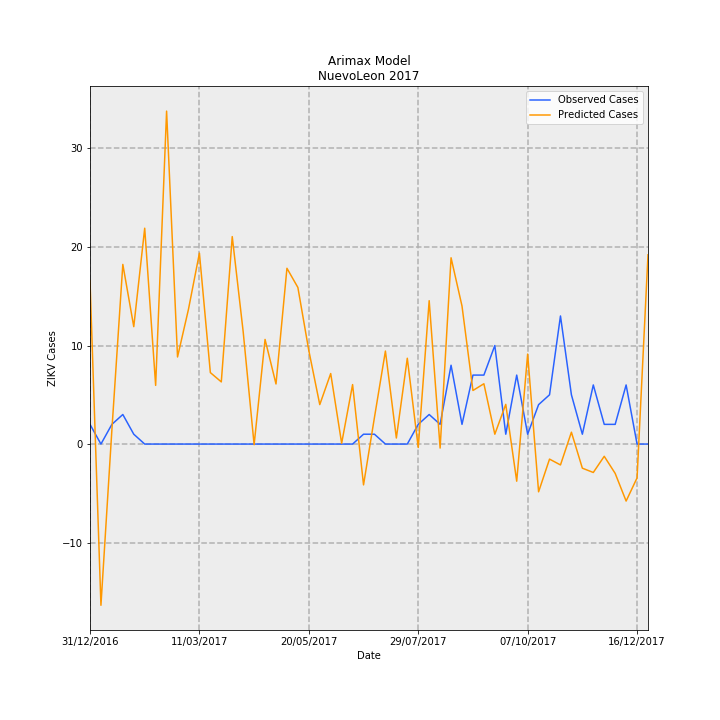 Arimax Model
NuevoLeon 2017
Observed Cases
Predicted Cases
30
20
10
0
−10
ZIKV Cases
31/12/2016
11/03/2017
20/05/2017
29/07/2017
07/10/2017
16/12/2017
Date